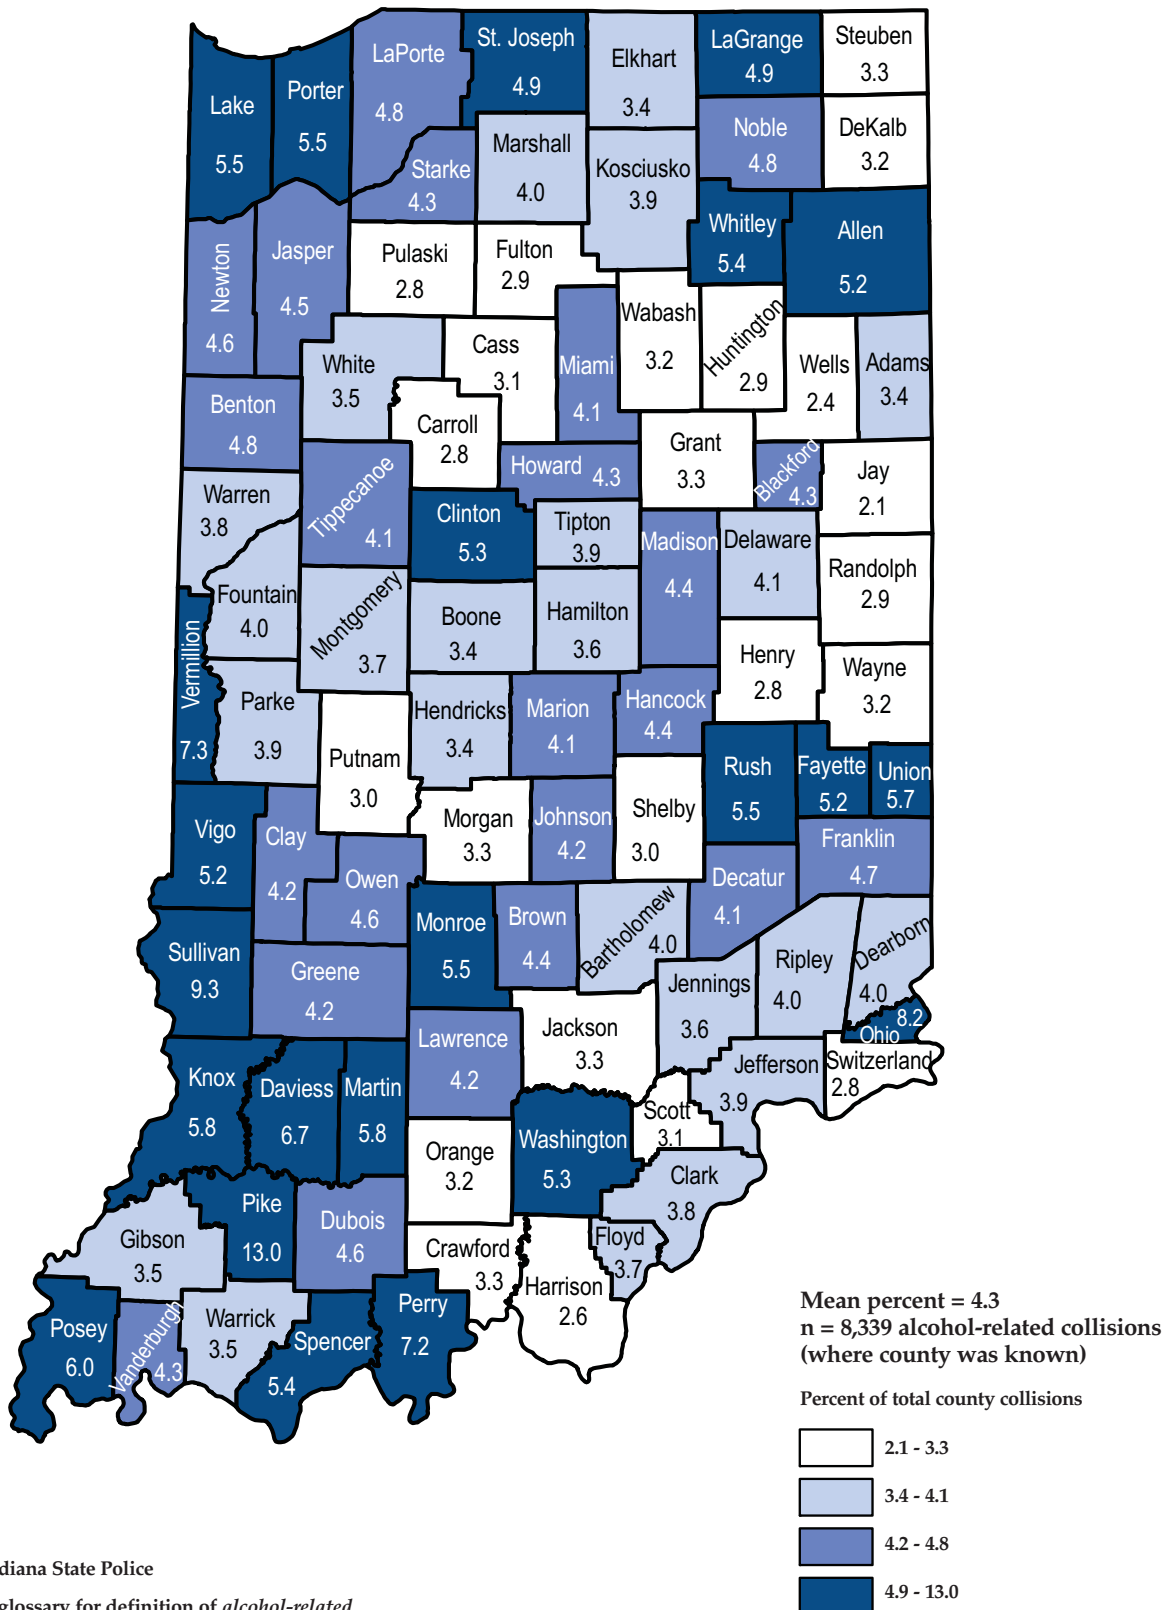 St. Joseph
4.9
LaGrange
4.9
Steuben
3.3
LaPorte
4.8
Elkhart
3.4
Lake
5.5
Porter
5.5
Noble
4.8
DeKalb
3.2
Marshall
4.0
Starke
4.3
Kosciusko
3.9
Whitley
5.4
Allen
5.2
Newton
4.6
Jasper
4.5
Pulaski
2.8
Fulton
2.9
Wabash
3.2
Huntington
2.9
White
3.5
Cass
3.1
Miami
4.1
Wells
2.4
Adams
3.4
Benton
4.8
Carroll
2.8
Grant
3.3
Howard 4.3
Blackford
4.3
Jay
2.1
Warren
3.8
Tippecanoe
4.1
Clinton
5.3
Tipton
3.9
Madison
4.4
Delaware
4.1
Randolph
2.9
Fountain
4.0
Montgomery
3.7
Boone
3.4
Hamilton
3.6
Vermillion
7.3
Henry
2.8
Wayne
3.2
Parke
3.9
Hendricks
3.4
Marion
4.1
Hancock
4.4
Putnam
3.0
Rush
5.5
Fayette
5.2
Union
5.7
Vigo
5.2
Clay
4.2
Morgan
3.3
Johnson
4.2
Shelby
3.0
Franklin
4.7
Owen
4.6
Decatur
4.1
Monroe
5.5
Brown
4.4
Bartholomew
4.0
Sullivan
9.3
Greene
4.2
Ripley
4.0
Dearborn
4.0
Jennings
3.6
8.2
Ohio
Jackson
3.3
Lawrence
4.2
Switzerland
2.8
Jefferson
3.9
Knox
5.8
Daviess
6.7
Martin
5.8
Scott
3.1
Washington
5.3
Orange
3.2
Clark
3.8
Pike
13.0
Dubois
4.6
Gibson
3.5
Crawford
3.3
Floyd
3.7
Harrison
2.6
Posey
6.0
Vanderburgh
4.3
Warrick
3.5
Spencer
5.4
Perry
7.2
Mean percent = 4.3
n = 8,339 alcohol-related collisions
(where county was known)
Percent of total county collisions
2.1 - 3.3
3.4 - 4.1
4.2 - 4.8
4.9 - 13.0
diana State Police
glossary for definition of alcohol-related